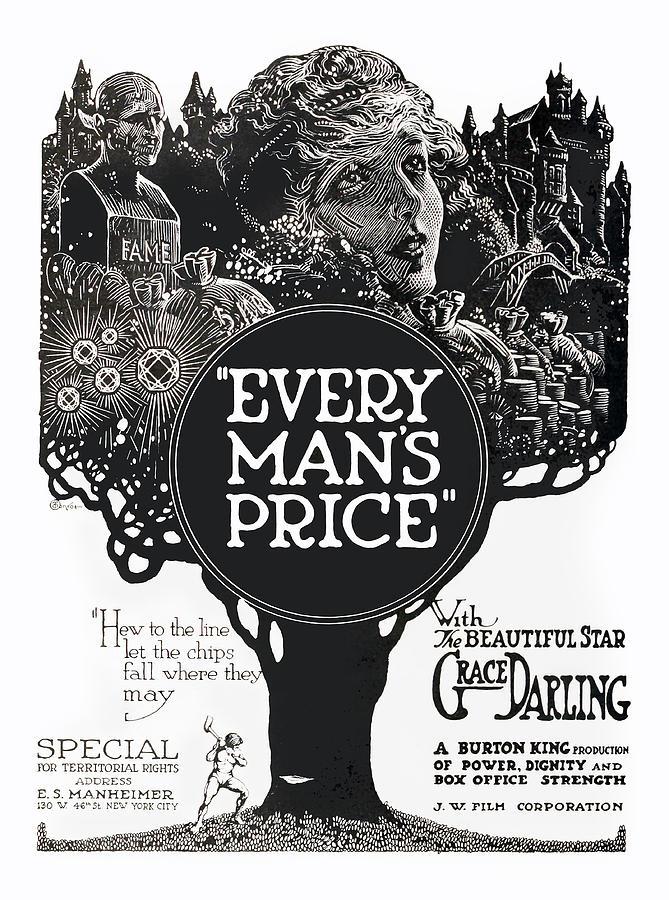 FAME
"EVERY
MAN'S
PRICE"
"Hew to the line
let the chips
fall where they
may
SPECIAL
FOR TERRITORIAL RIGHTS
ADDRESS
E. S. MANHEIMER
130 W. 46th St. NEW YORK CITY
With
The BEAUTIFUL STAR
GRACE DARLING
A BURTON KING PRODUCTION
OF POWER, DIGNITY AND
BOX OFFICE STRENGTH
J. W. FILM CORPORATION